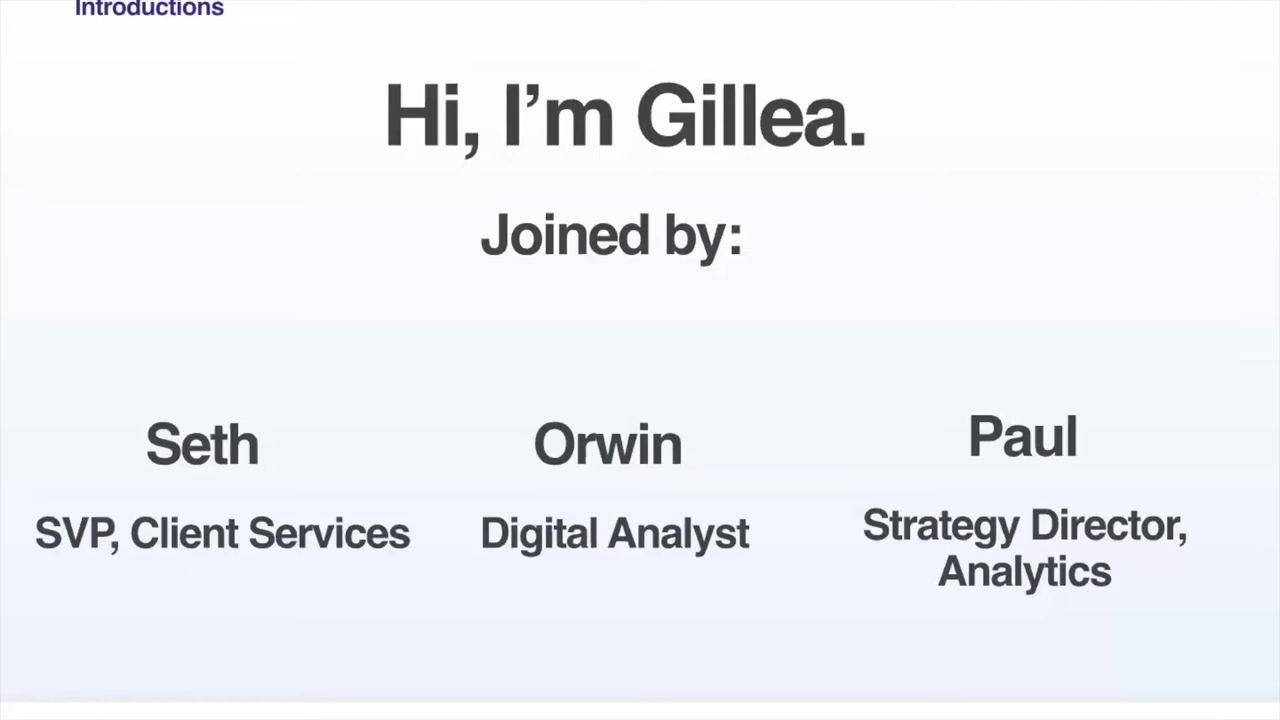 Introductions
Hi, I’m Gillea.
Joined by:
Seth
SVP, Client Services
Orwin
Digital Analyst
Paul
Strategy Director,
Analytics